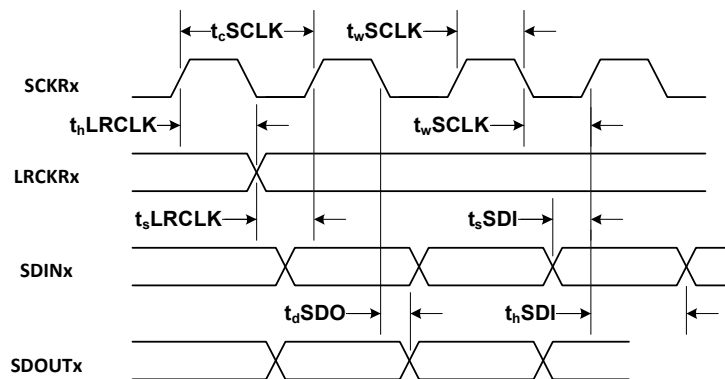 tcSCLK twSCLK
SCKRx
thLRCLK twSCLK
LRCKRx
tsLRCLK tsSDI
SDINx
tdSDO thSDI
SDOUTx